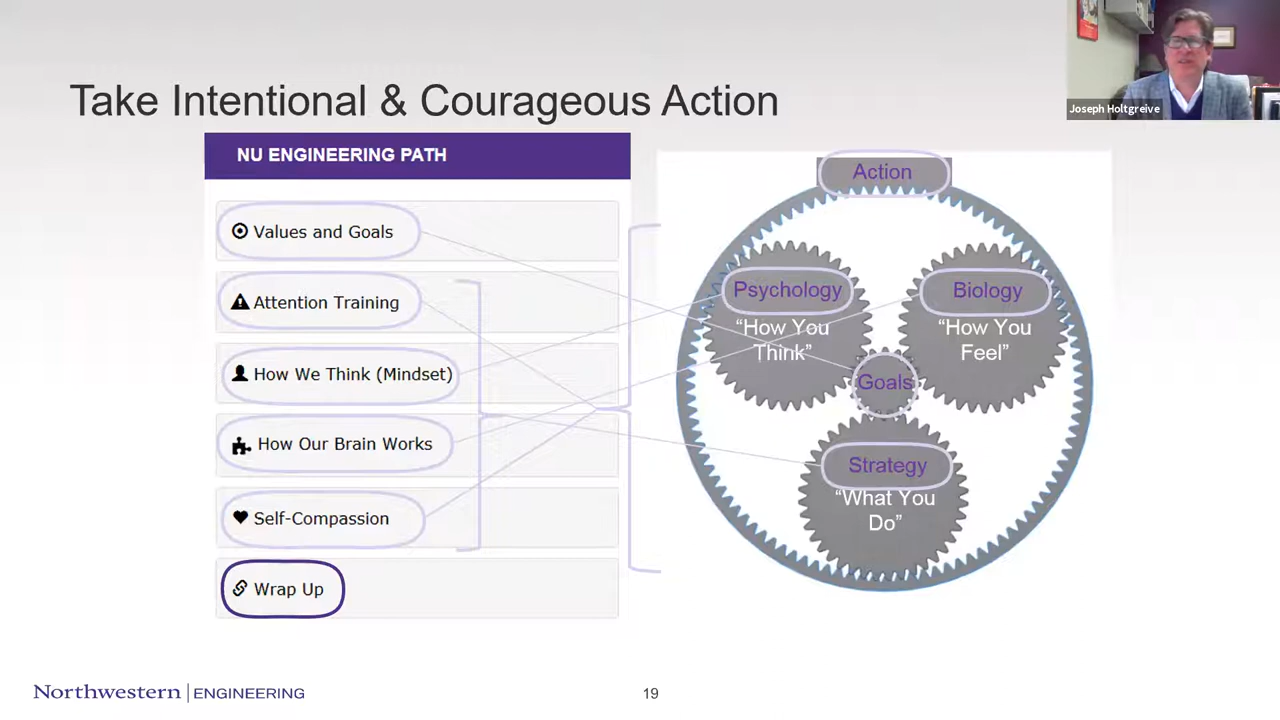 Joseph Holtgreive
Take Intentional & Courageous Action
NU ENGINEERING PATH
Values and Goals
Attention Training
How We Think (Mindset)
How Our Brain Works
Self-Compassion
Wrap Up
Action
Psychology
“How You
Think”
Biology
“How You
Feel”
Goals
Strategy
“What You
Do”
Northwestern | ENGINEERING
19